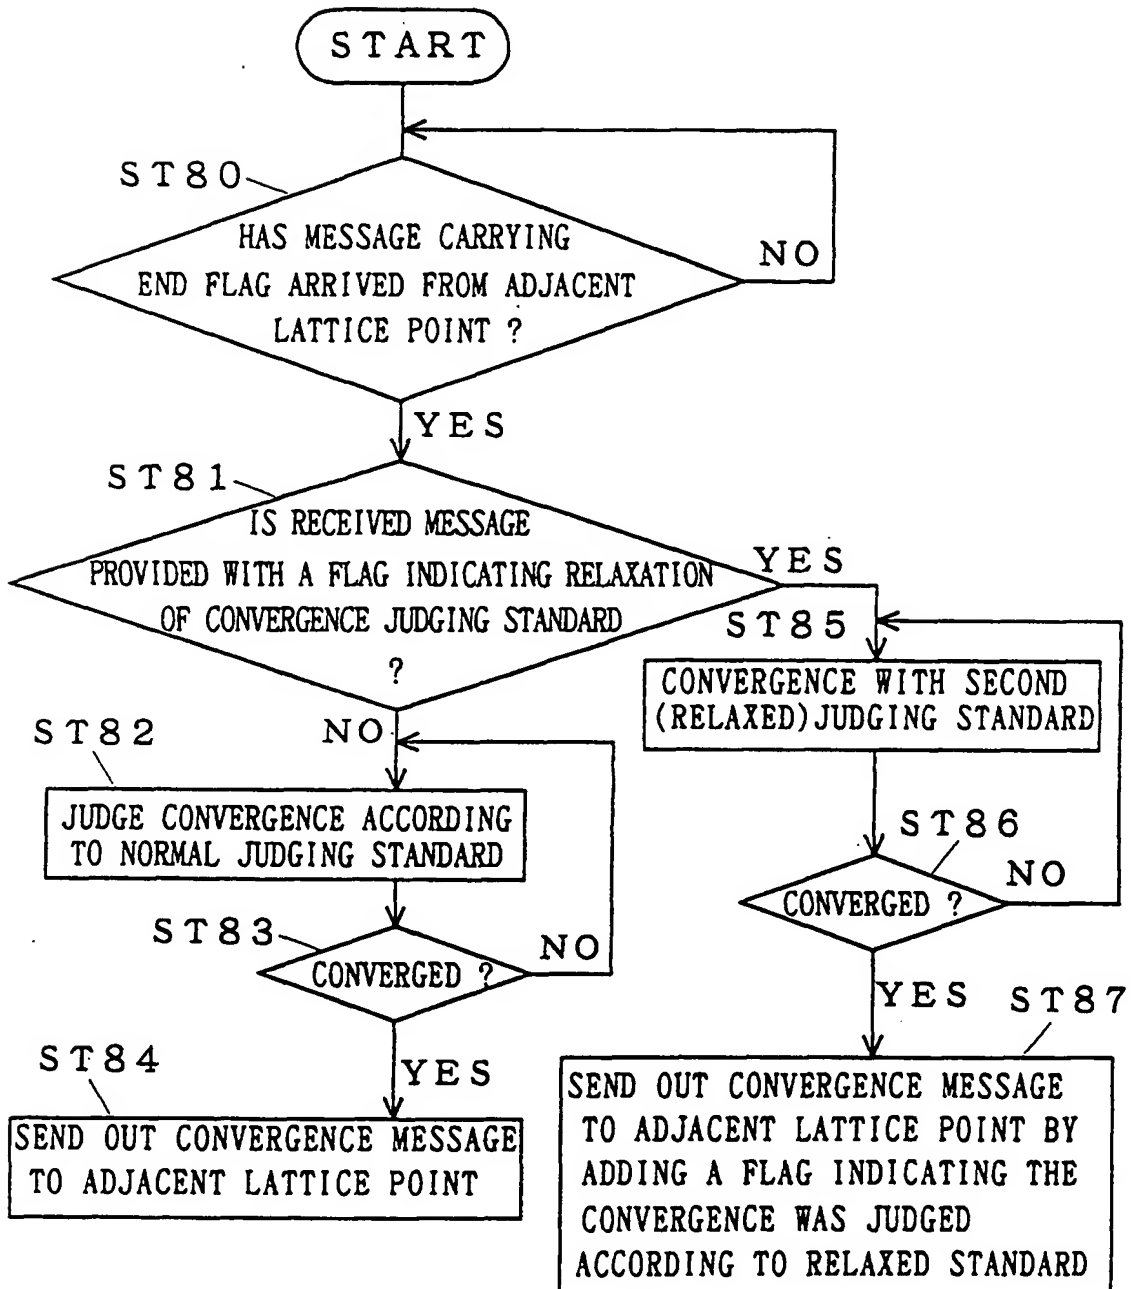 START
ST80
HAS MESSAGE CARRYING
END FLAG ARRIVED FROM ADJACENT
LATTICE POINT ?
NO
YES
ST81
IS RECEIVED MESSAGE
PROVIDED WITH A FLAG INDICATING RELAXATION
OF CONVERGENCE JUDGING STANDARD
?
YES
NO
ST82
JUDGE CONVERGENCE ACCORDING
TO NORMAL JUDGING STANDARD
ST83
CONVERGED ?
NO
YES
ST84
SEND OUT CONVERGENCE MESSAGE
TO ADJACENT LATTICE POINT
ST85
CONVERGENCE WITH SECOND
(RELAXED)JUDGING STANDARD
ST86
CONVERGED ?
NO
YES
ST87
SEND OUT CONVERGENCE MESSAGE
TO ADJACENT LATTICE POINT BY
ADDING A FLAG INDICATING THE
CONVERGENCE WAS JUDGED
ACCORDING TO RELAXED STANDARD